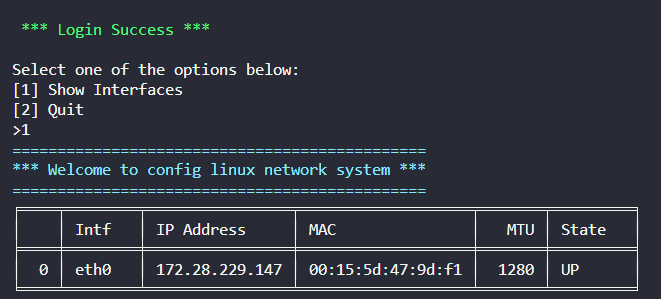 *** Login Success ***
Select one of the options below:
[1] Show Interfaces
[2] Quit
>1
==============================================
*** Welcome to config linux network system ***
==============================================
Intf IP Address MAC MTU State
0 eth0 172.28.229.147 00:15:5d:47:9d:f1 1280 UP